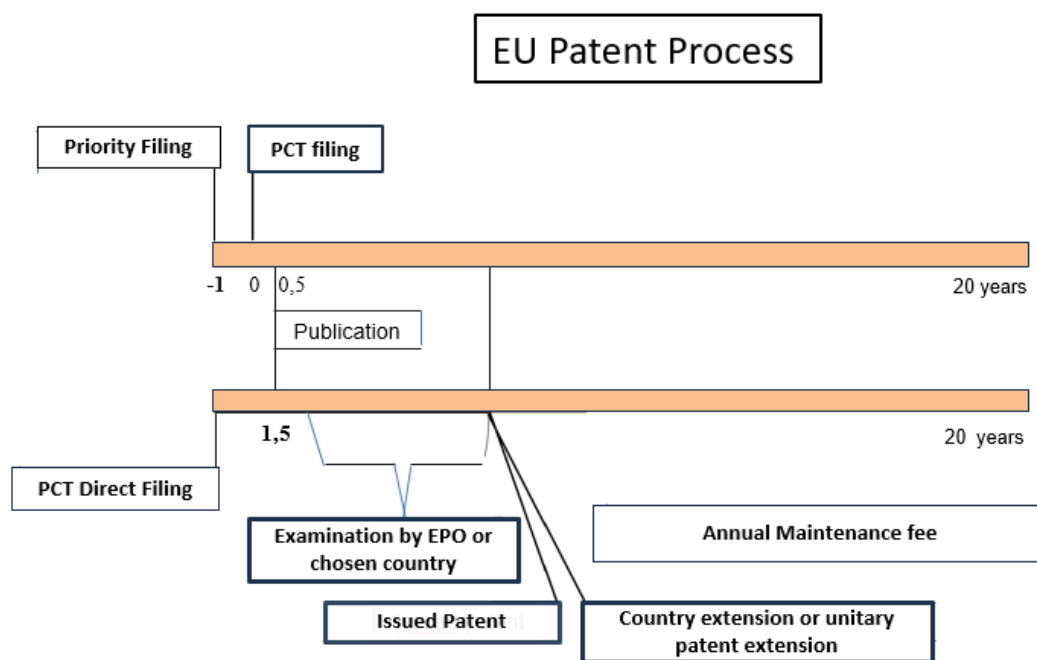 EU Patent Process
Priority Filing
PCT filing
-1
0
0,5
20 years
Publication
1,5
20 years
PCT Direct Filing
Examination by EPO or
chosen country
Annual Maintenance fee
Issued Patent
Country extension or unitary
patent extension